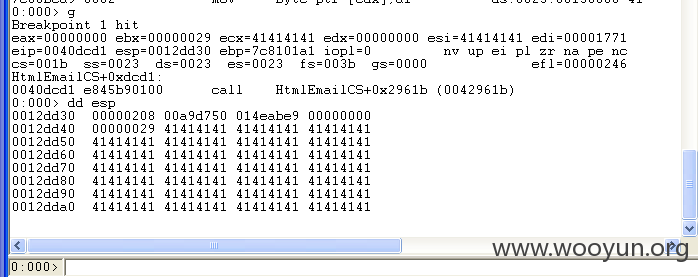 0:000> g
Breakpoint 1 hit
eax=00000000 ebx=00000029 ecx=41414141 edx=00000000 esi=41414141 edi=00001771
eip=0040dcd1 esp=0012dd30 ebp=7c8101a1 iopl=0         nv up ei pl zr na pe nc
cs=001b  ss=0023  ds=0023  es=0023  fs=003b  gs=0000             efl=00000246
HtmlEmailCS+0xdcd1:
0040dcd1 e845b90100      call    HtmlEmailCS+0x2961b (0042961b)
0:000> dd esp
0012dd30  00000208 00a9d750 014eabe9 00000000
0012dd40  00000029 41414141 41414141 41414141
0012dd50  41414141 41414141 41414141 41414141
0012dd60  41414141 41414141 41414141 41414141
0012dd70  41414141 41414141 41414141 41414141
0012dd80  41414141 41414141 41414141 41414141
0012dd90  41414141 41414141 41414141 41414141
0012dda0  41414141 41414141 41414141 41414141
www.wooyun.org
0:000>